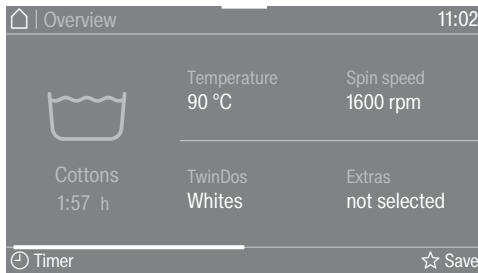 | Overview 11:02
Temperature Spin speed
90 °C 1600 rpm
Cottons TwinDos Extras
1:57 h Whites not selected
Timer Save